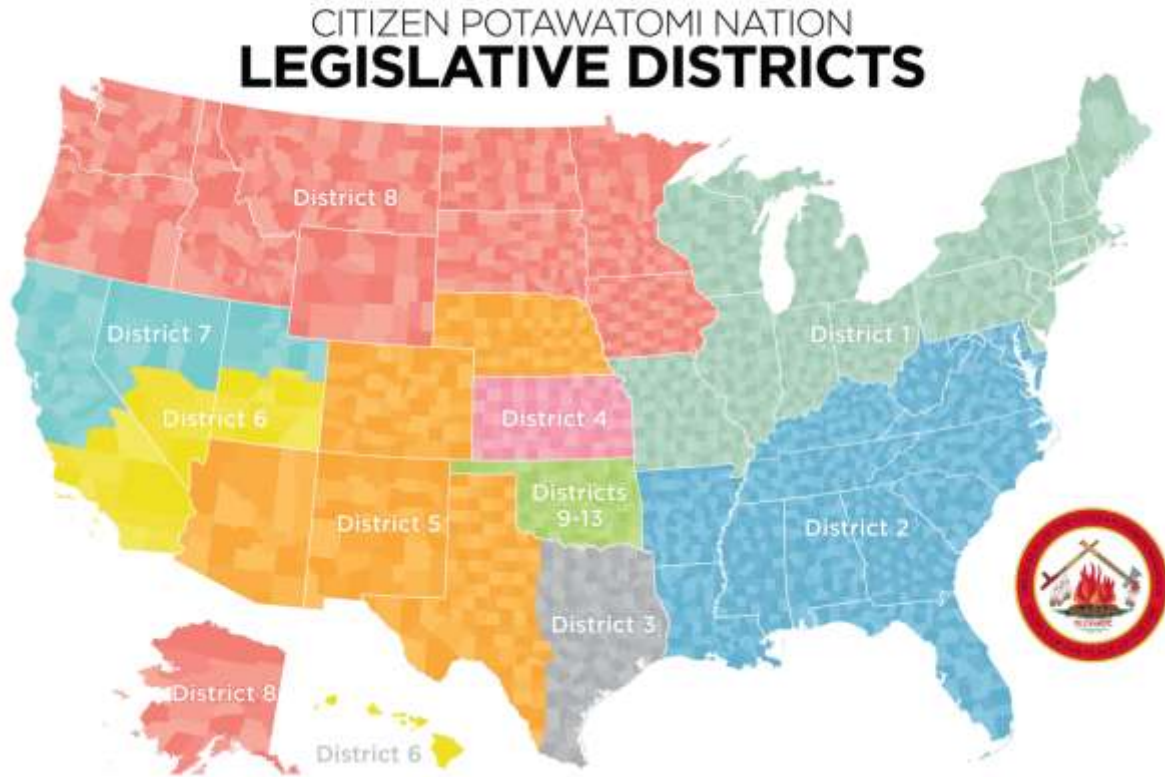 CITIZEN POTAWATOMI NATION
LEGISLATIVE DISTRICTS
District 8
District 7
District 1
District 6
District 4
Districts
9-13
District 5
District 2
District 3
District 8
District 6